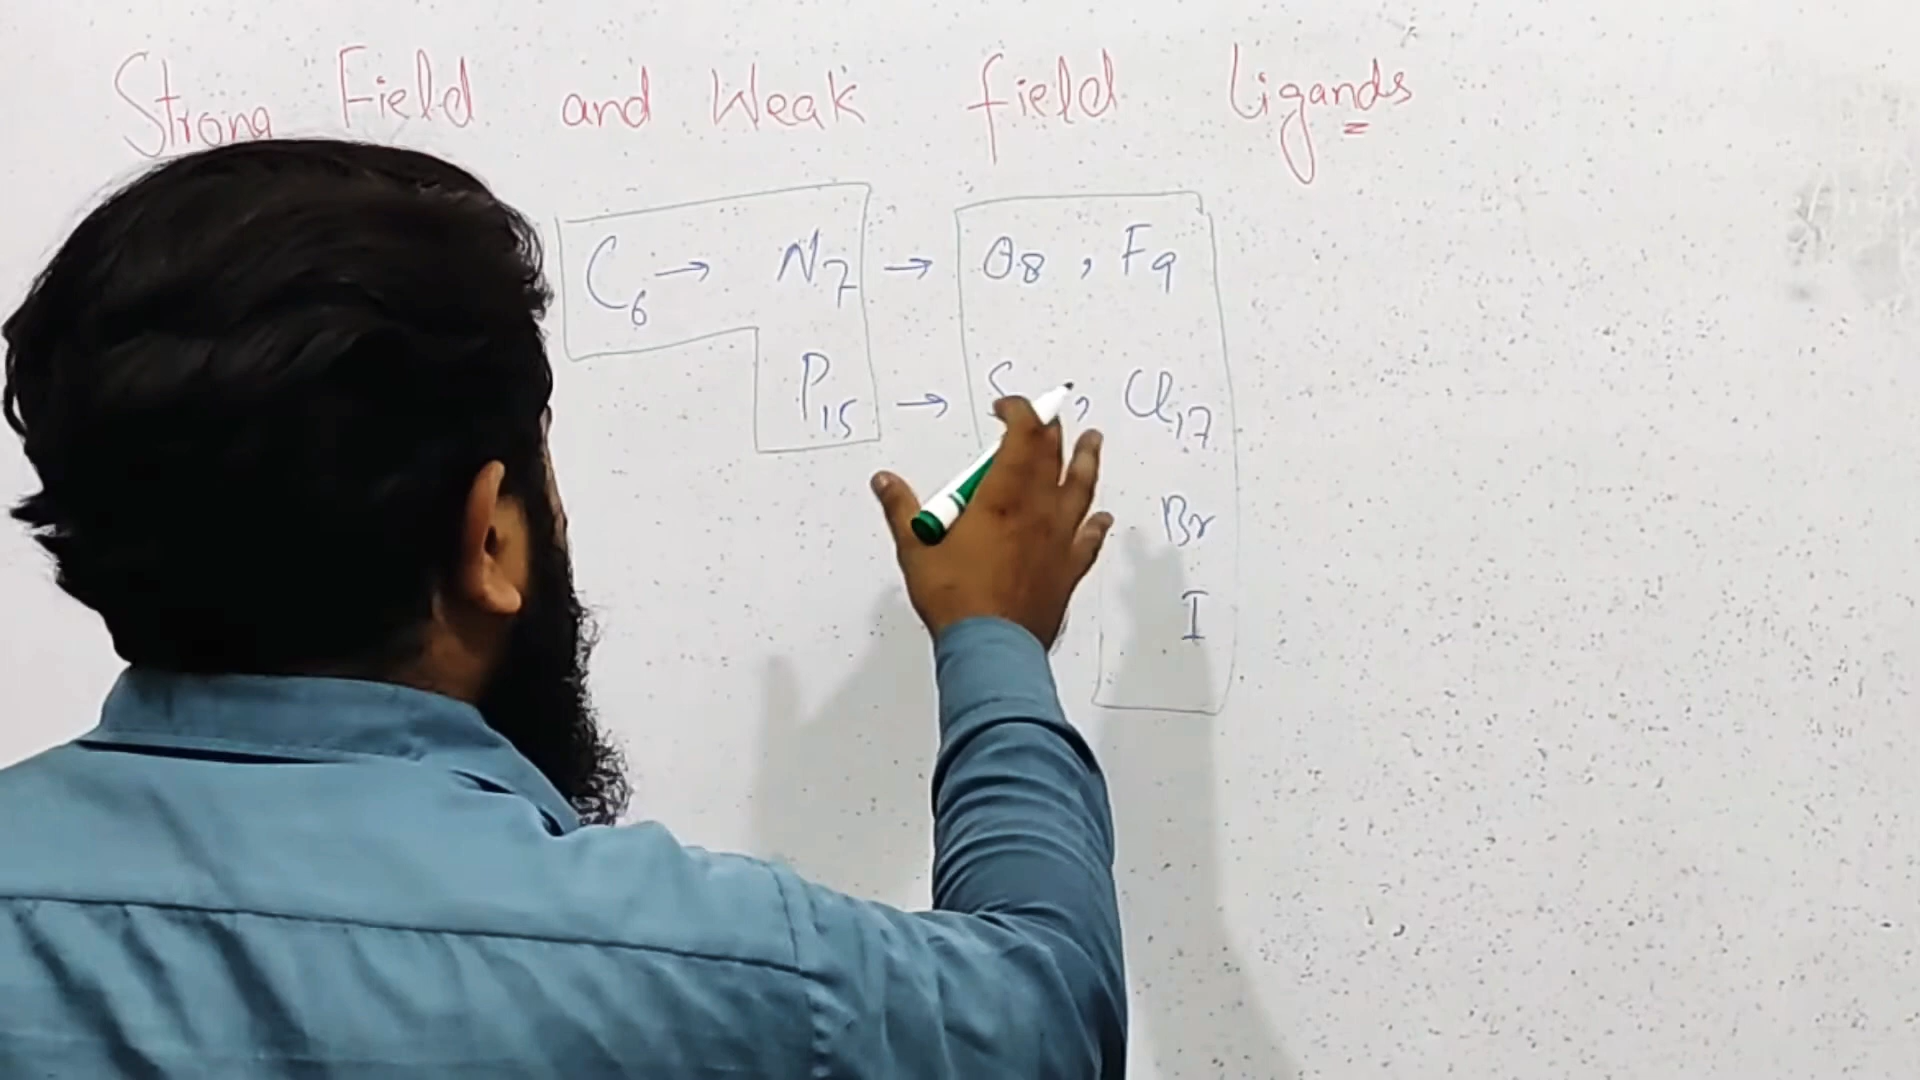 Strong Field and Weak field ligands
C6 → N7 → O8 , F9
P15 → S , Cl17
Br
I